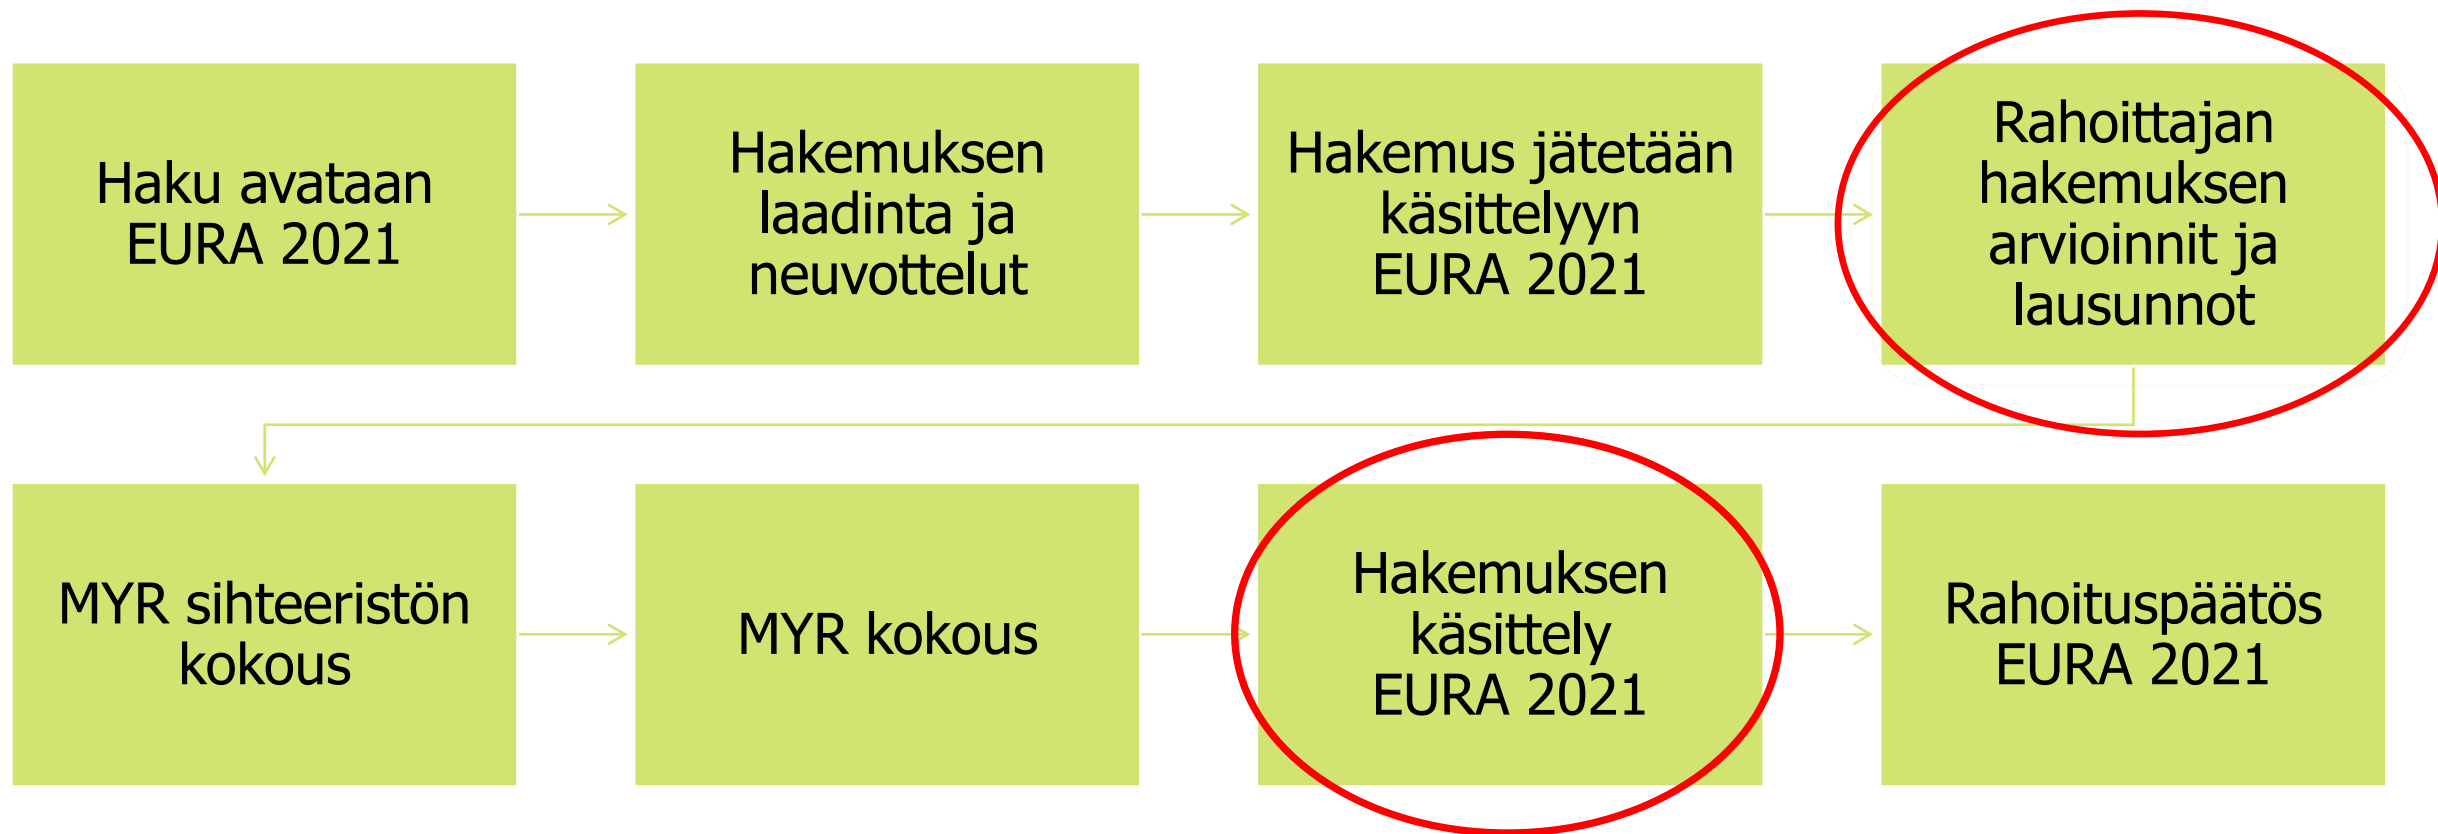 Haku avataan
EURA 2021
Hakemuksen
laadinta ja
neuvottelut
Hakemus jätetään
käsittelyyn
EURA 2021
Rahoittajan
hakemuksen
arvioinnit ja
lausunnot
MYR sihteeristön
kokous
MYR kokous
Hakemuksen
käsittely
EURA 2021
Rahoituspäätös
EURA 2021